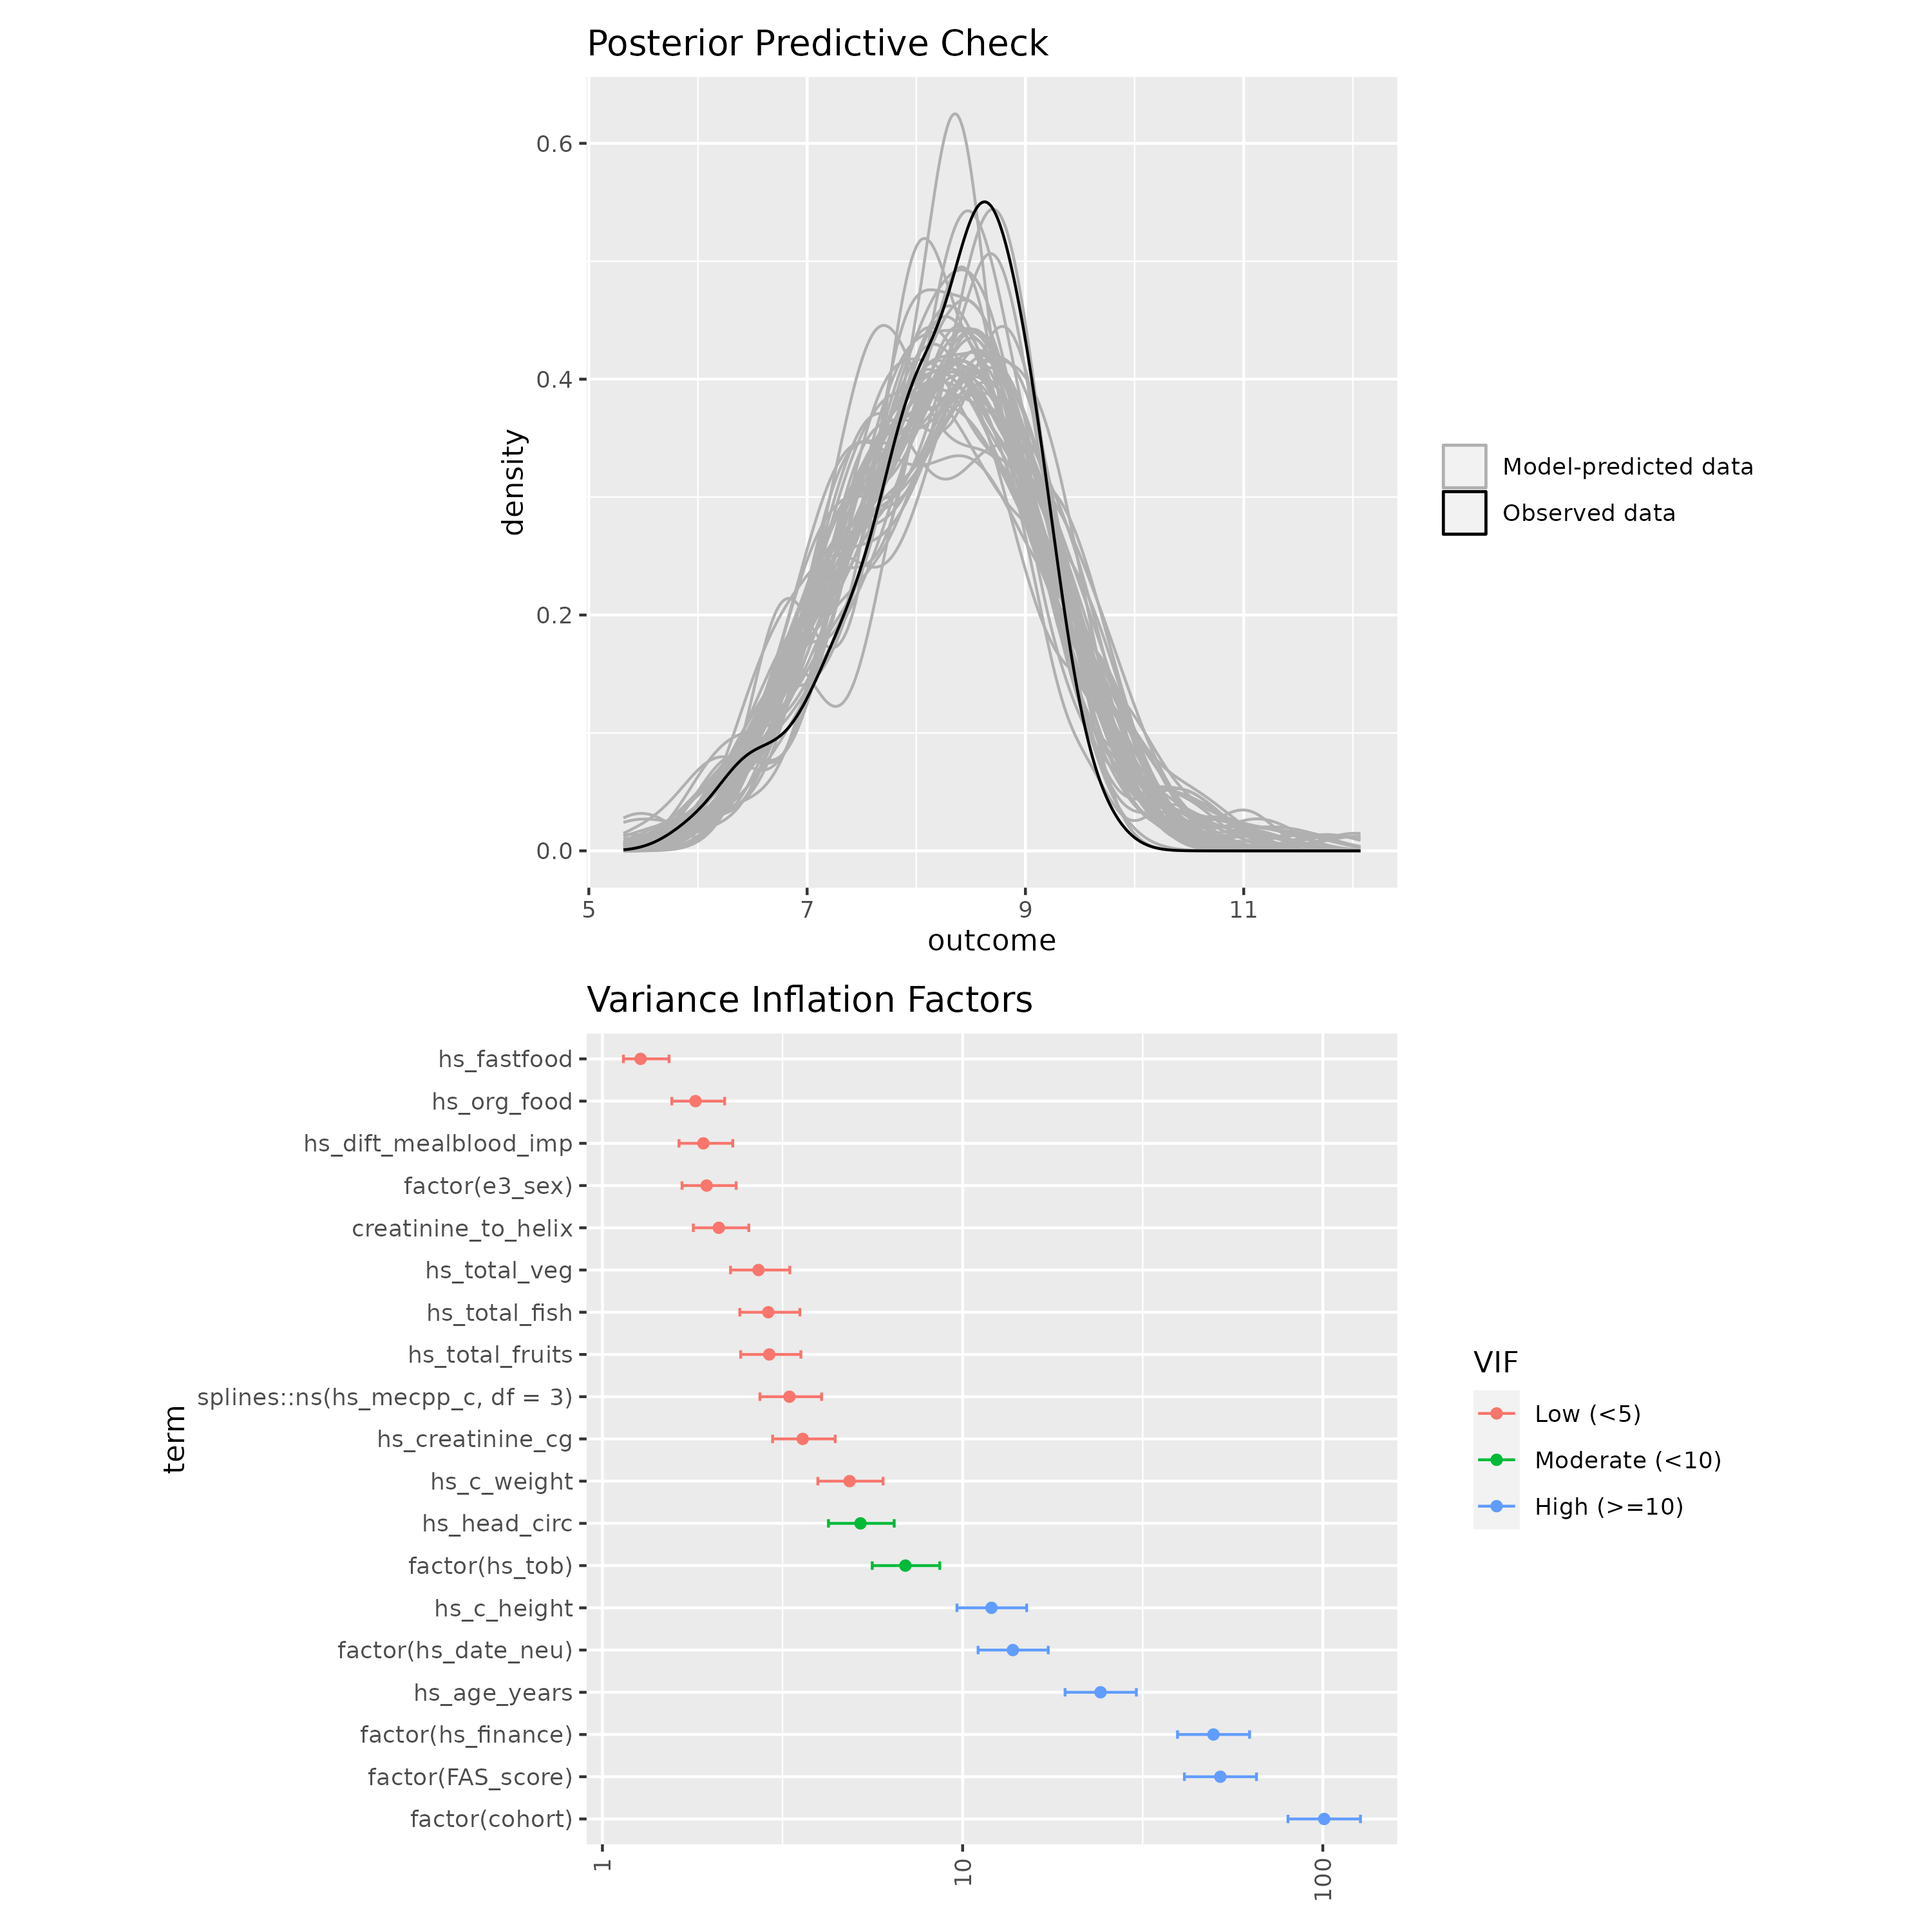 Posterior Predictive Check
0.6
0.4
0.2
0.0
density
5
7
9
11
outcome
Model-predicted data
Observed data
Variance Inflation Factors
term
hs_fastfood
hs_org_food
hs_dift_mealblood_imp
factor(e3_sex)
creatinine_to_helix
hs_total_veg
hs_total_fish
hs_total_fruits
splines::ns(hs_mecpp_c, df = 3)
hs_creatinine_cg
hs_c_weight
hs_head_circ
factor(hs_tob)
hs_c_height
factor(hs_date_neu)
hs_age_years
factor(hs_finance)
factor(FAS_score)
factor(cohort)
1
10
100
VIF
Low (<5)
Moderate (<10)
High (>=10)